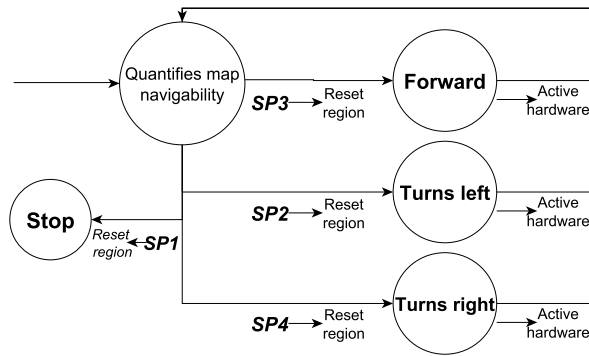 Quantifies map
navigability
SP3
Reset
region
Forward
Active
hardware
Stop
Reset
region
SP1
SP2
Reset
region
Turns left
Active
hardware
SP4
Reset
region
Turns right
Active
hardware